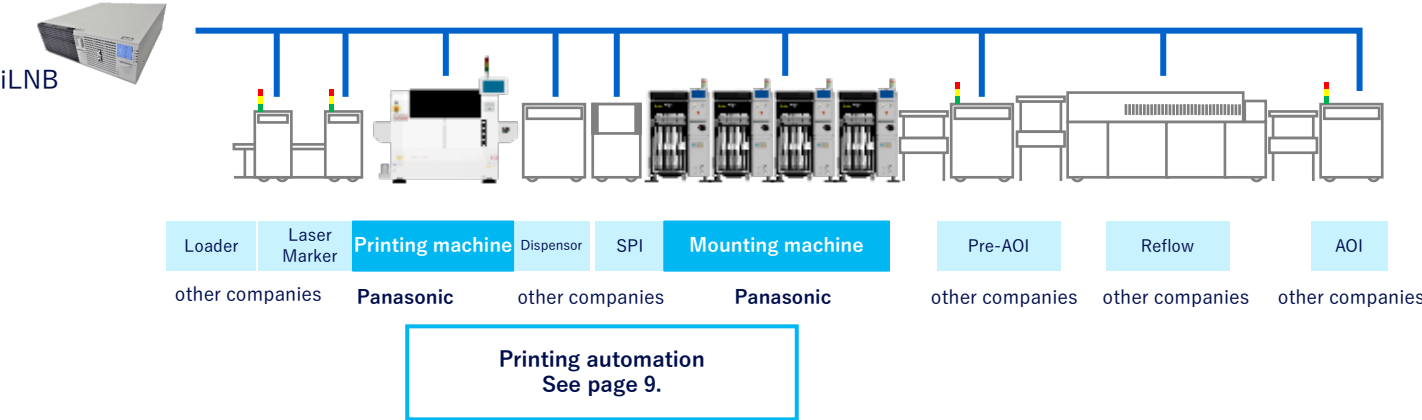 iLNB
Loader
Laser
Marker
Printing machine
Dispensor
SPI
Mounting machine
Pre-AOI
Reflow
AOI
other companies
Panasonic
other companies
Panasonic
other companies
other companies
other companies
Printing automation
See page 9.